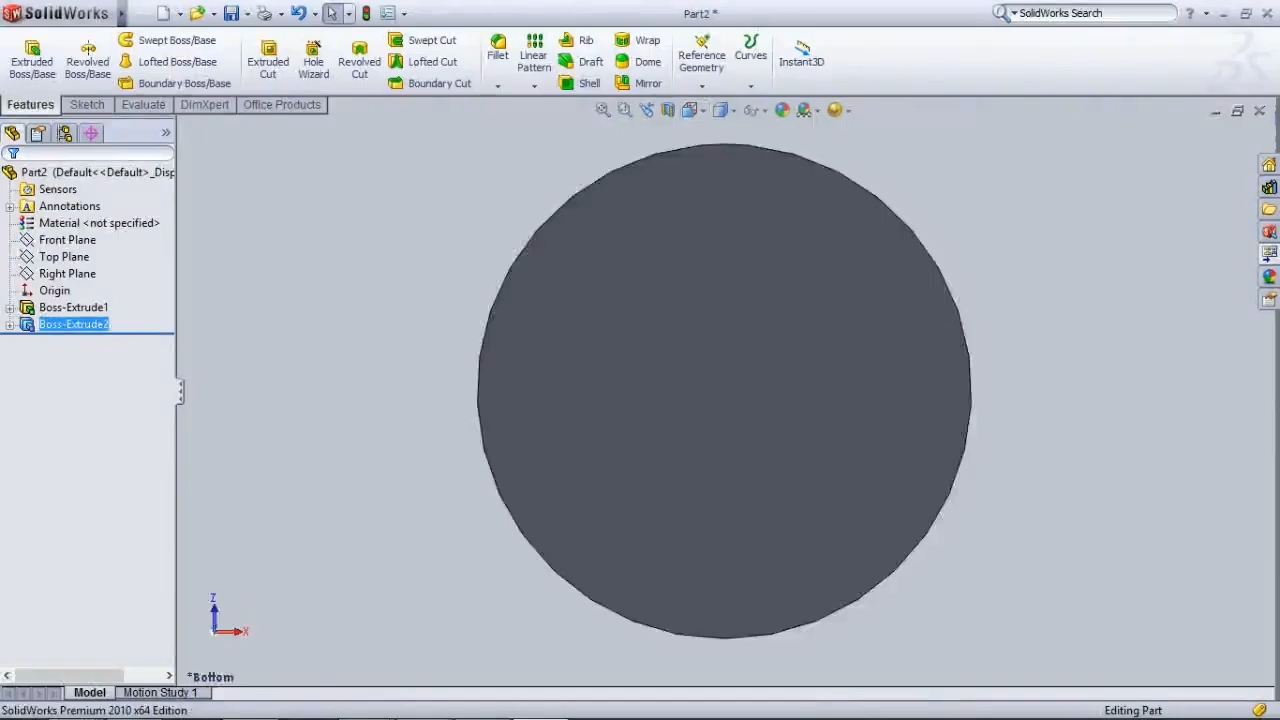 SolidWorks
Part2 *
SolidWorks Search
?
Extruded Boss/Base
Revolved Boss/Base
Swept Boss/Base
Lofted Boss/Base
Boundary Boss/Base
Extruded Cut
Hole Wizard
Revolved Cut
Swept Cut
Lofted Cut
Boundary Cut
Fillet
Linear Pattern
Rib
Draft
Shell
Wrap
Dome
Mirror
Reference Geometry
Curves
Instant3D
Features
Sketch
Evaluate
DimXpert
Office Products
Part2 (Default<<Default>_Disp
Sensors
Annotations
Material <not specified>
Front Plane
Top Plane
Right Plane
Origin
Boss-Extrude1
Boss-Extrude2
Z
X
*Bottom
Model
Motion Study 1
SolidWorks Premium 2010 x64 Edition
Editing Part